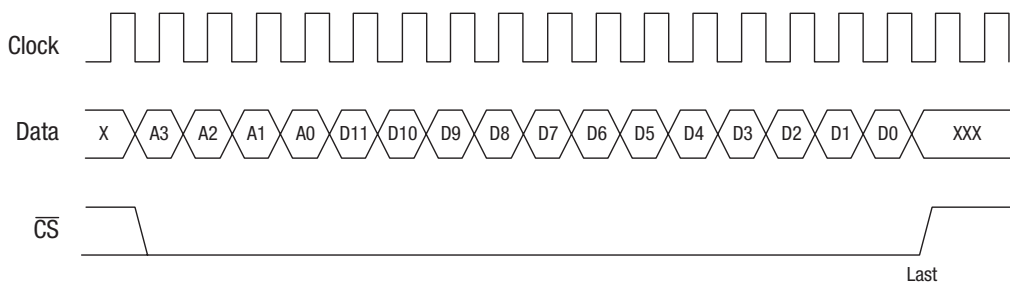 Clock
Data X A3 A2 A1 A0 D11 D10 D9 D8 D7 D6 D5 D4 D3 D2 D1 D0 XXX
CS
Last